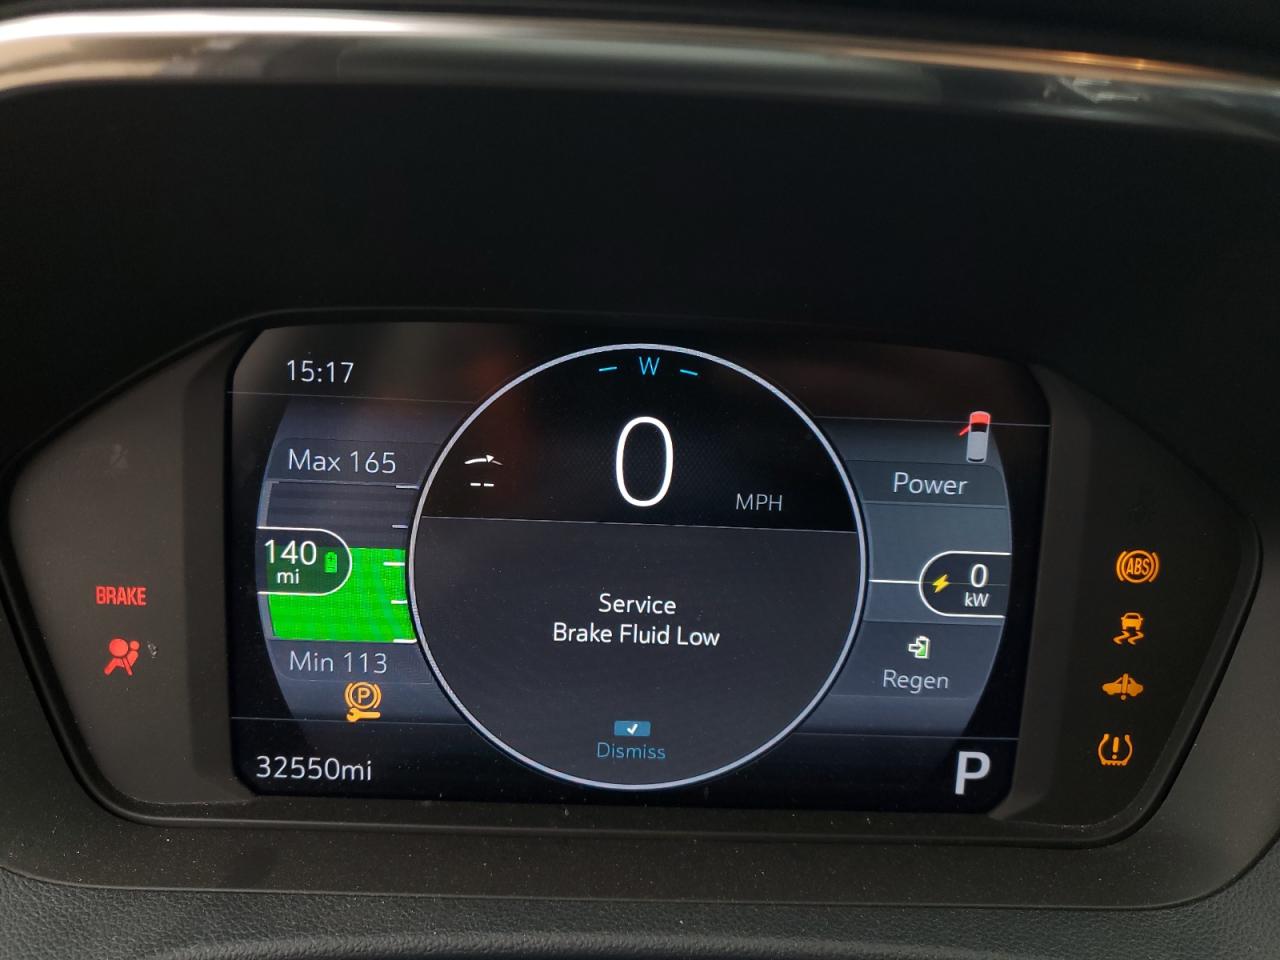 15:17
W
Max 165
0
MPH
Power
140
mi
0
kW
BRAKE
ABS
Service
Brake Fluid Low
Min 113
Regen
P
Dismiss
32550mi
P